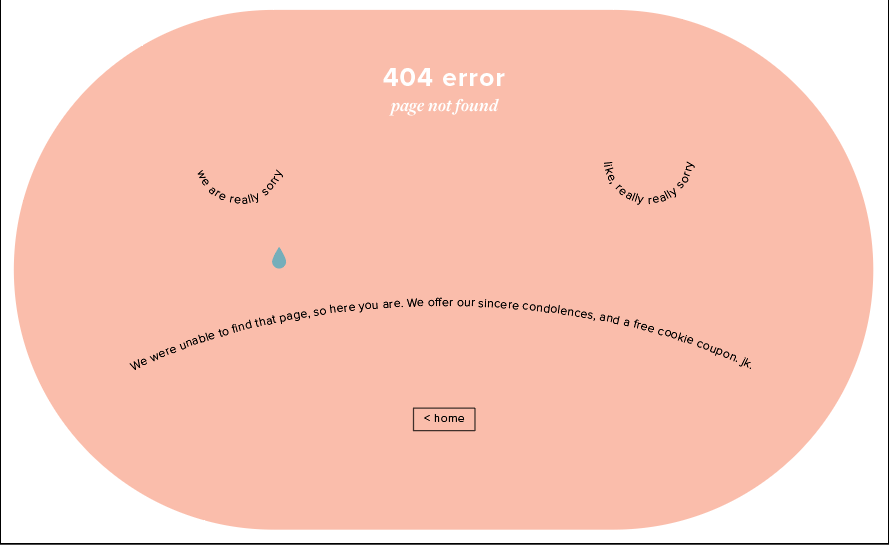 404 error
page not found
we are really sorry
like, really really sorry
We were unable to find that page, so here you are. We offer our sincere condolences, and a free cookie coupon. jk.
< home